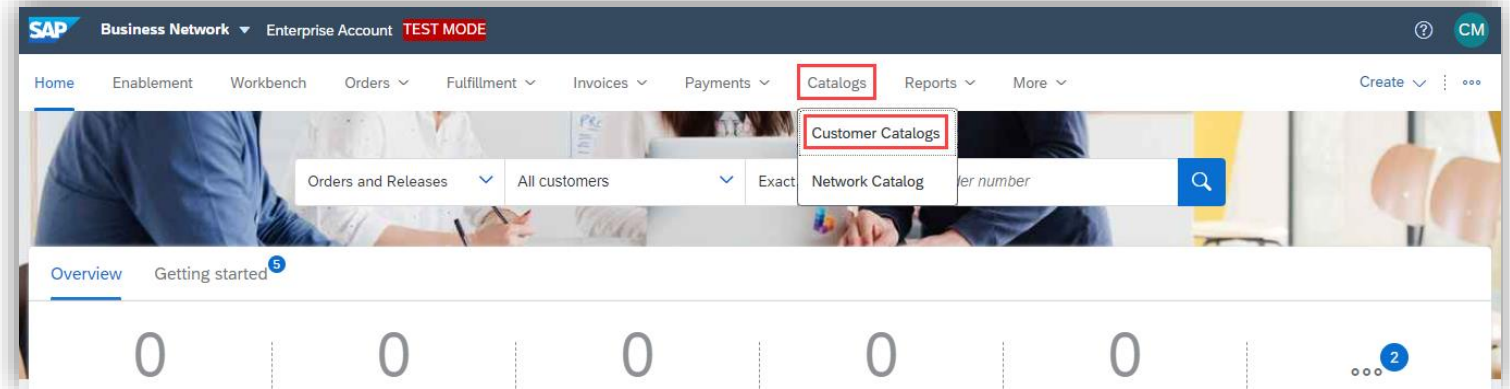 SAP Business Network Enterprise Account TEST MODE ? CM
Home Enablement Workbench Orders Fulfillment Invoices Payments Catalogs Reports More Create
Customer Catalogs
Orders and Releases All customers Exact Network Catalog der number
Overview Getting started 5
0 0 0 0 0 2